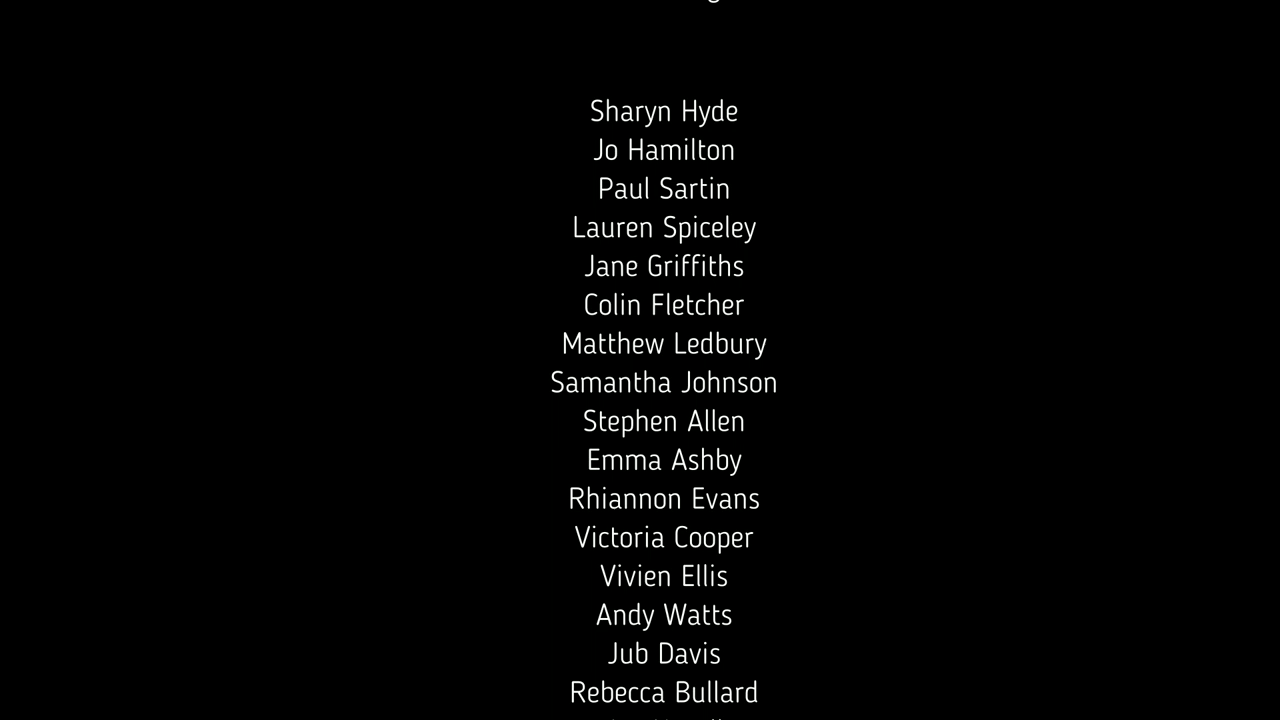 Sharyn Hyde
Jo Hamilton
Paul Sartin
Lauren Spiceley
Jane Griffiths
Colin Fletcher
Matthew Ledbury
Samantha Johnson
Stephen Allen
Emma Ashby
Rhiannon Evans
Victoria Cooper
Vivien Ellis
Andy Watts
Jub Davis
Rebecca Bullard